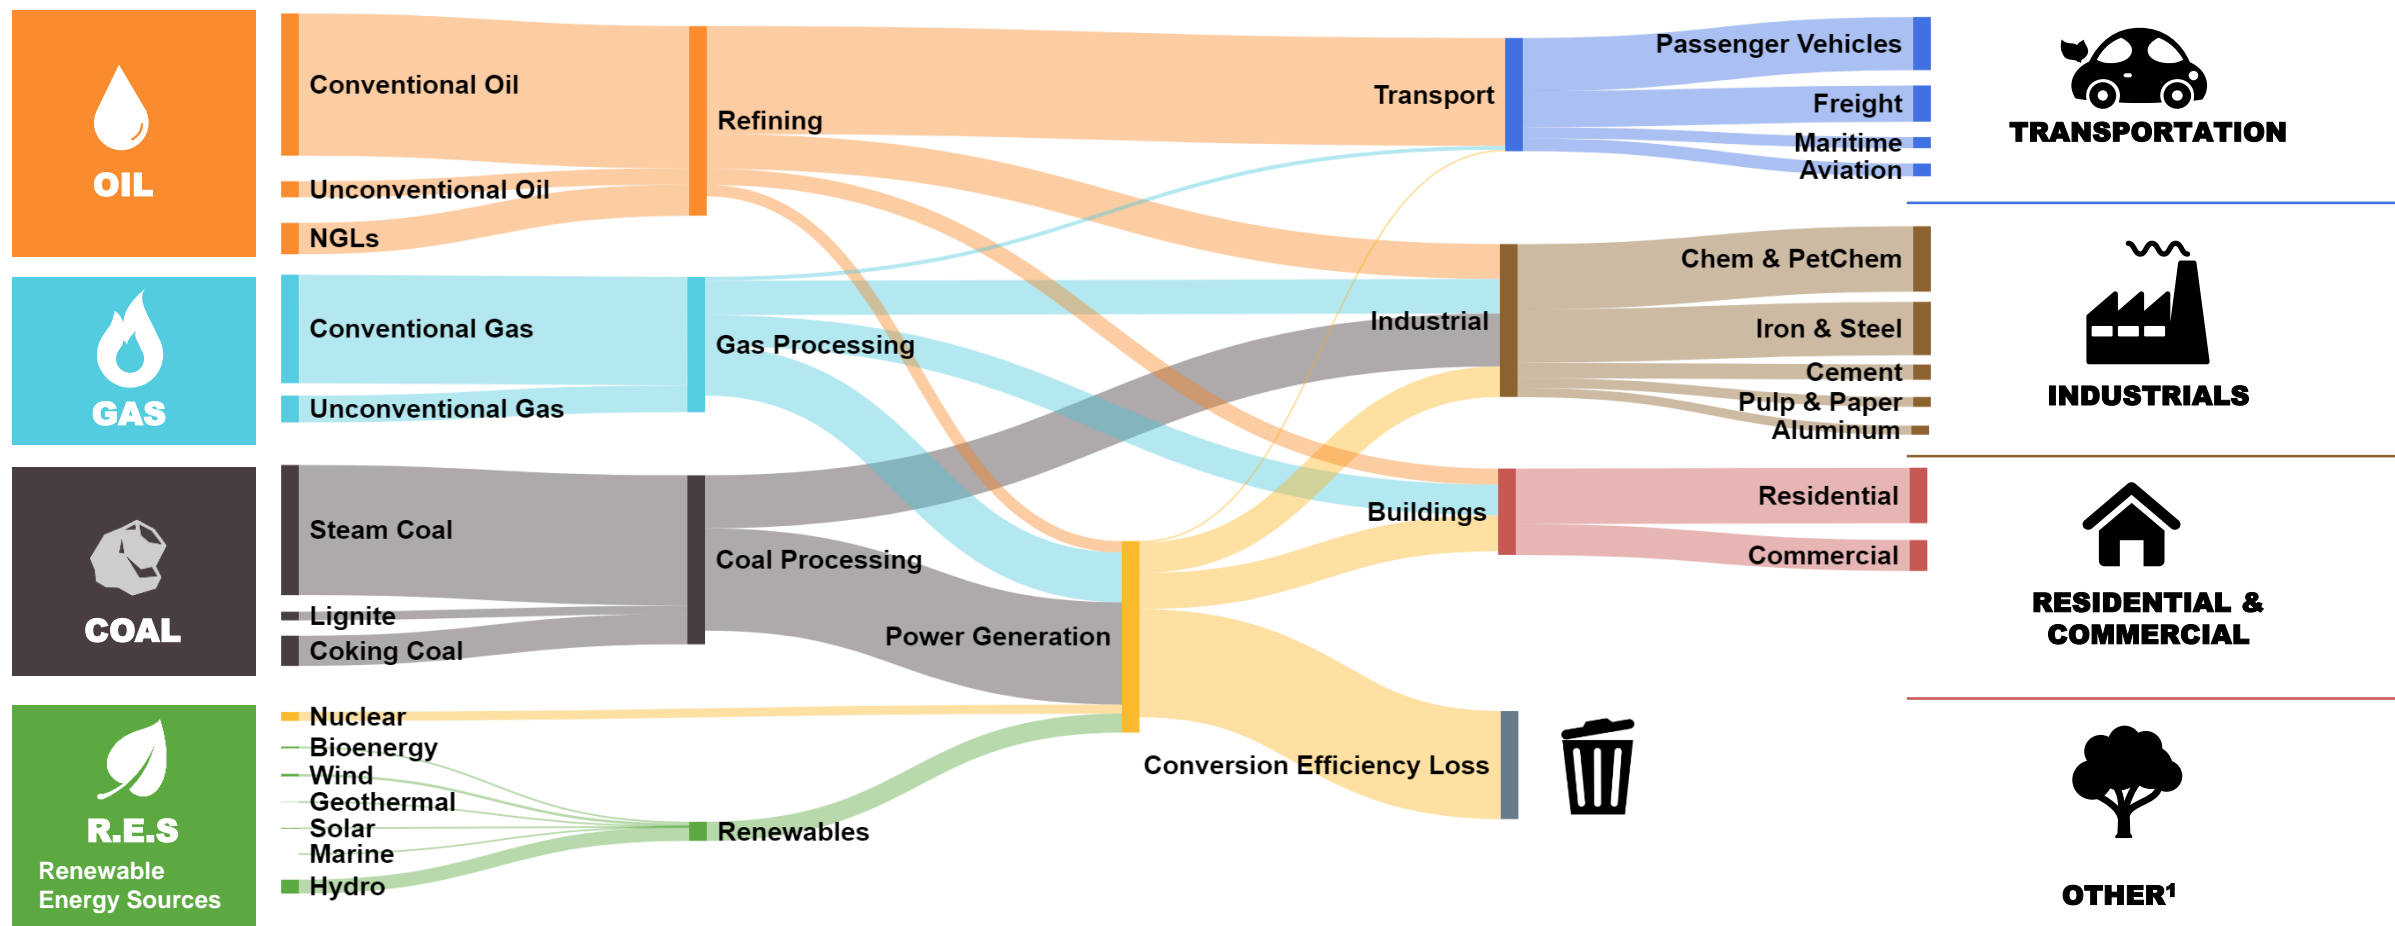 OIL
Conventional Oil
Unconventional Oil
NGLs
GAS
Conventional Gas
Unconventional Gas
COAL
Steam Coal
Lignite
Coking Coal
R.E.S
Renewable
Energy Sources
Nuclear
Bioenergy
Wind
Geothermal
Solar
Marine
Hydro
Refining
Gas Processing
Coal Processing
Renewables
Power Generation
Transport
Industrial
Buildings
Conversion Efficiency Loss
Passenger Vehicles
Freight
Maritime
Aviation
TRANSPORTATION
Chem & PetChem
Iron & Steel
Cement
Pulp & Paper
Aluminum
INDUSTRIALS
Residential
Commercial
RESIDENTIAL &
COMMERCIAL
OTHER¹